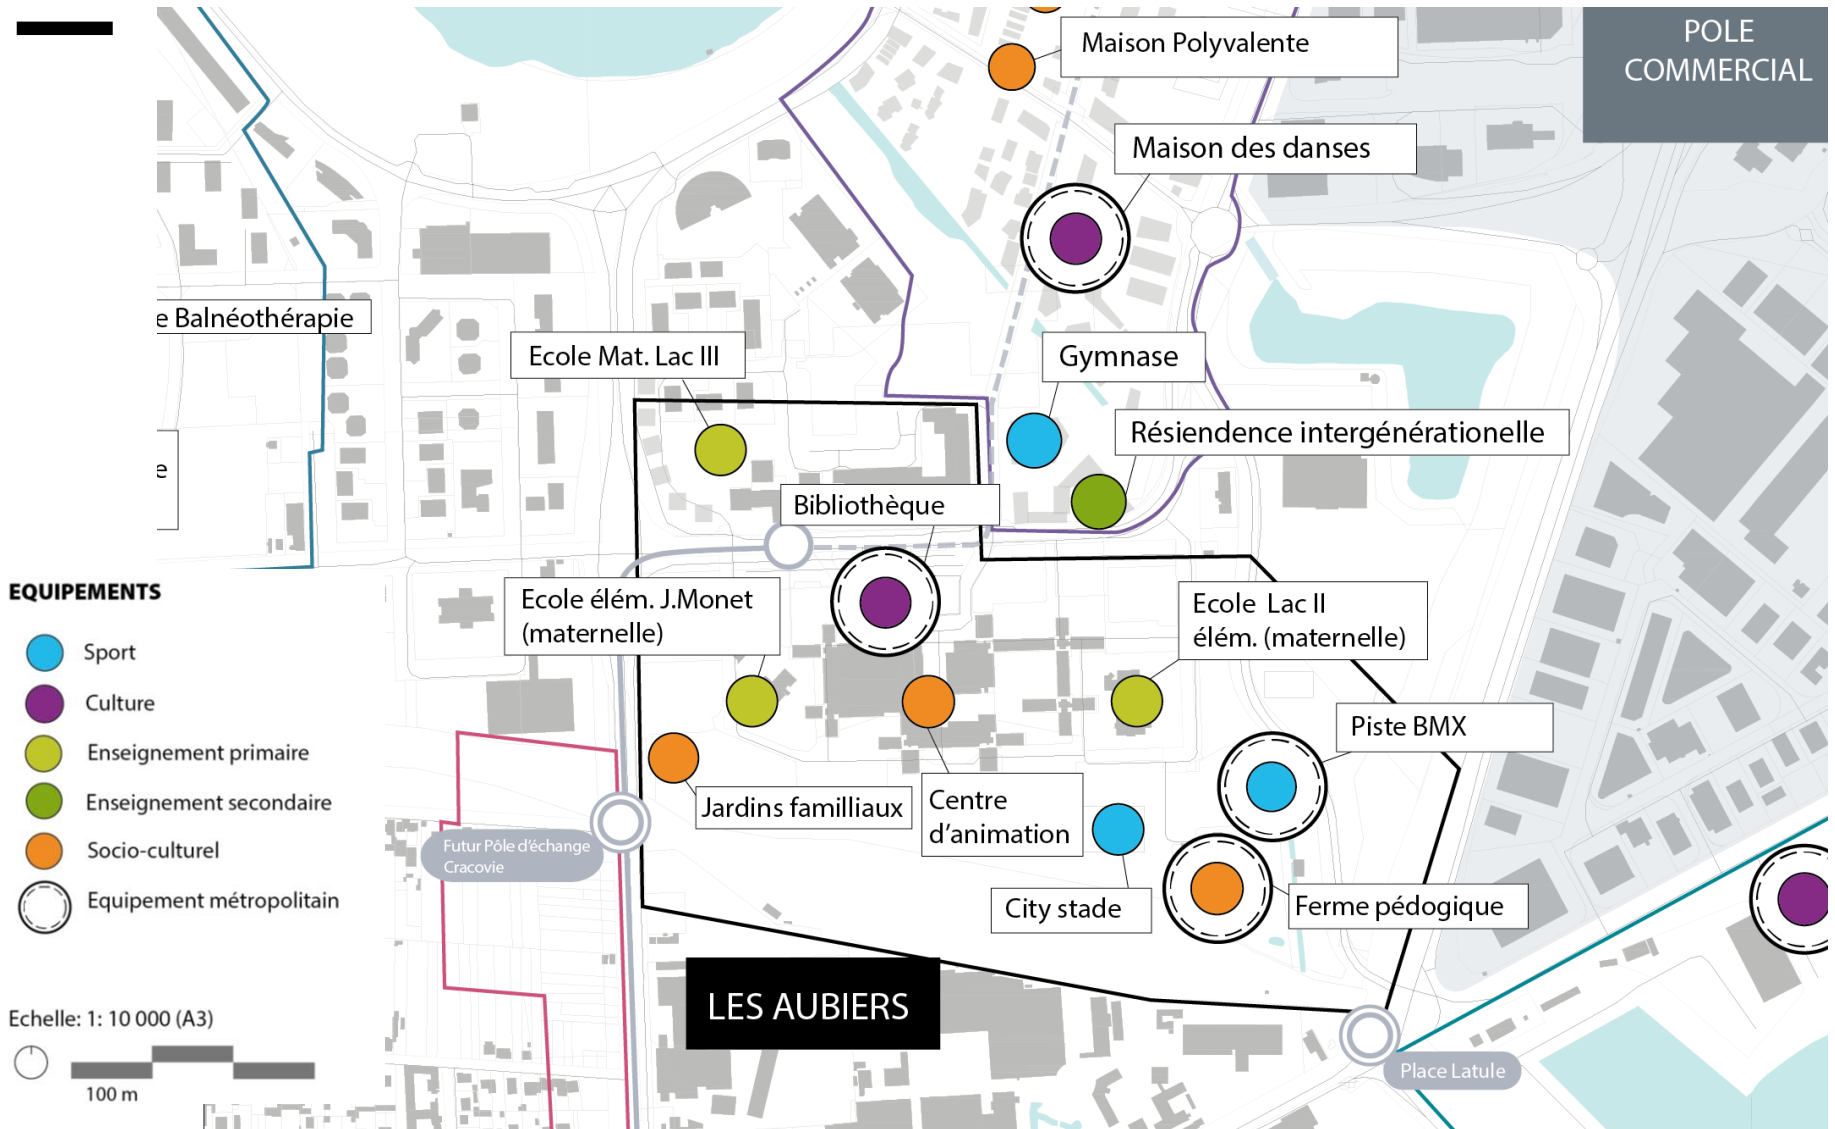 POLE
COMMERCIAL
Maison Polyvalente
Maison des danses
e Balnéothérapie
Ecole Mat. Lac III
Gymnase
Résiendence intergénérationelle
e
Bibliothèque
Ecole élém. J.Monet
(maternelle)
Ecole Lac II
élém. (maternelle)
Piste BMX
Jardins familliaux
Centre
d'animation
Futur Pôle d'échange
Cracovie
City stade
Ferme pédogique
LES AUBIERS
Place Latule
EQUIPEMENTS
Sport
Culture
Enseignement primaire
Enseignement secondaire
Socio-culturel
Equipement métropolitain
Echelle: 1: 10 000 (A3)
100 m